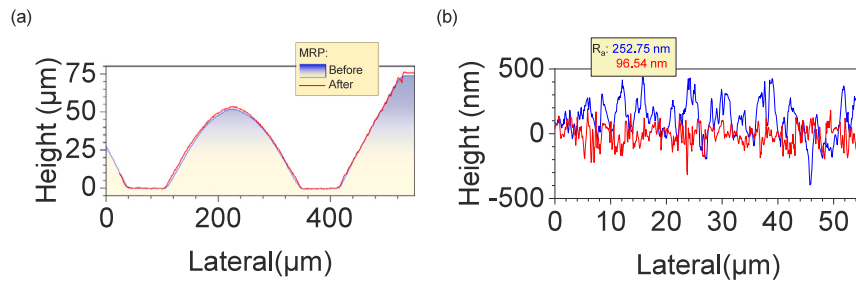 (a)
MRP:
Before
After
75
50
25
0
Height (µm)
0
200
400
Lateral(µm)
(b)
Rₐ: 252.75 nm
96.54 nm
500
0
-500
Height (nm)
0
10
20
30
40
50
Lateral(µm)